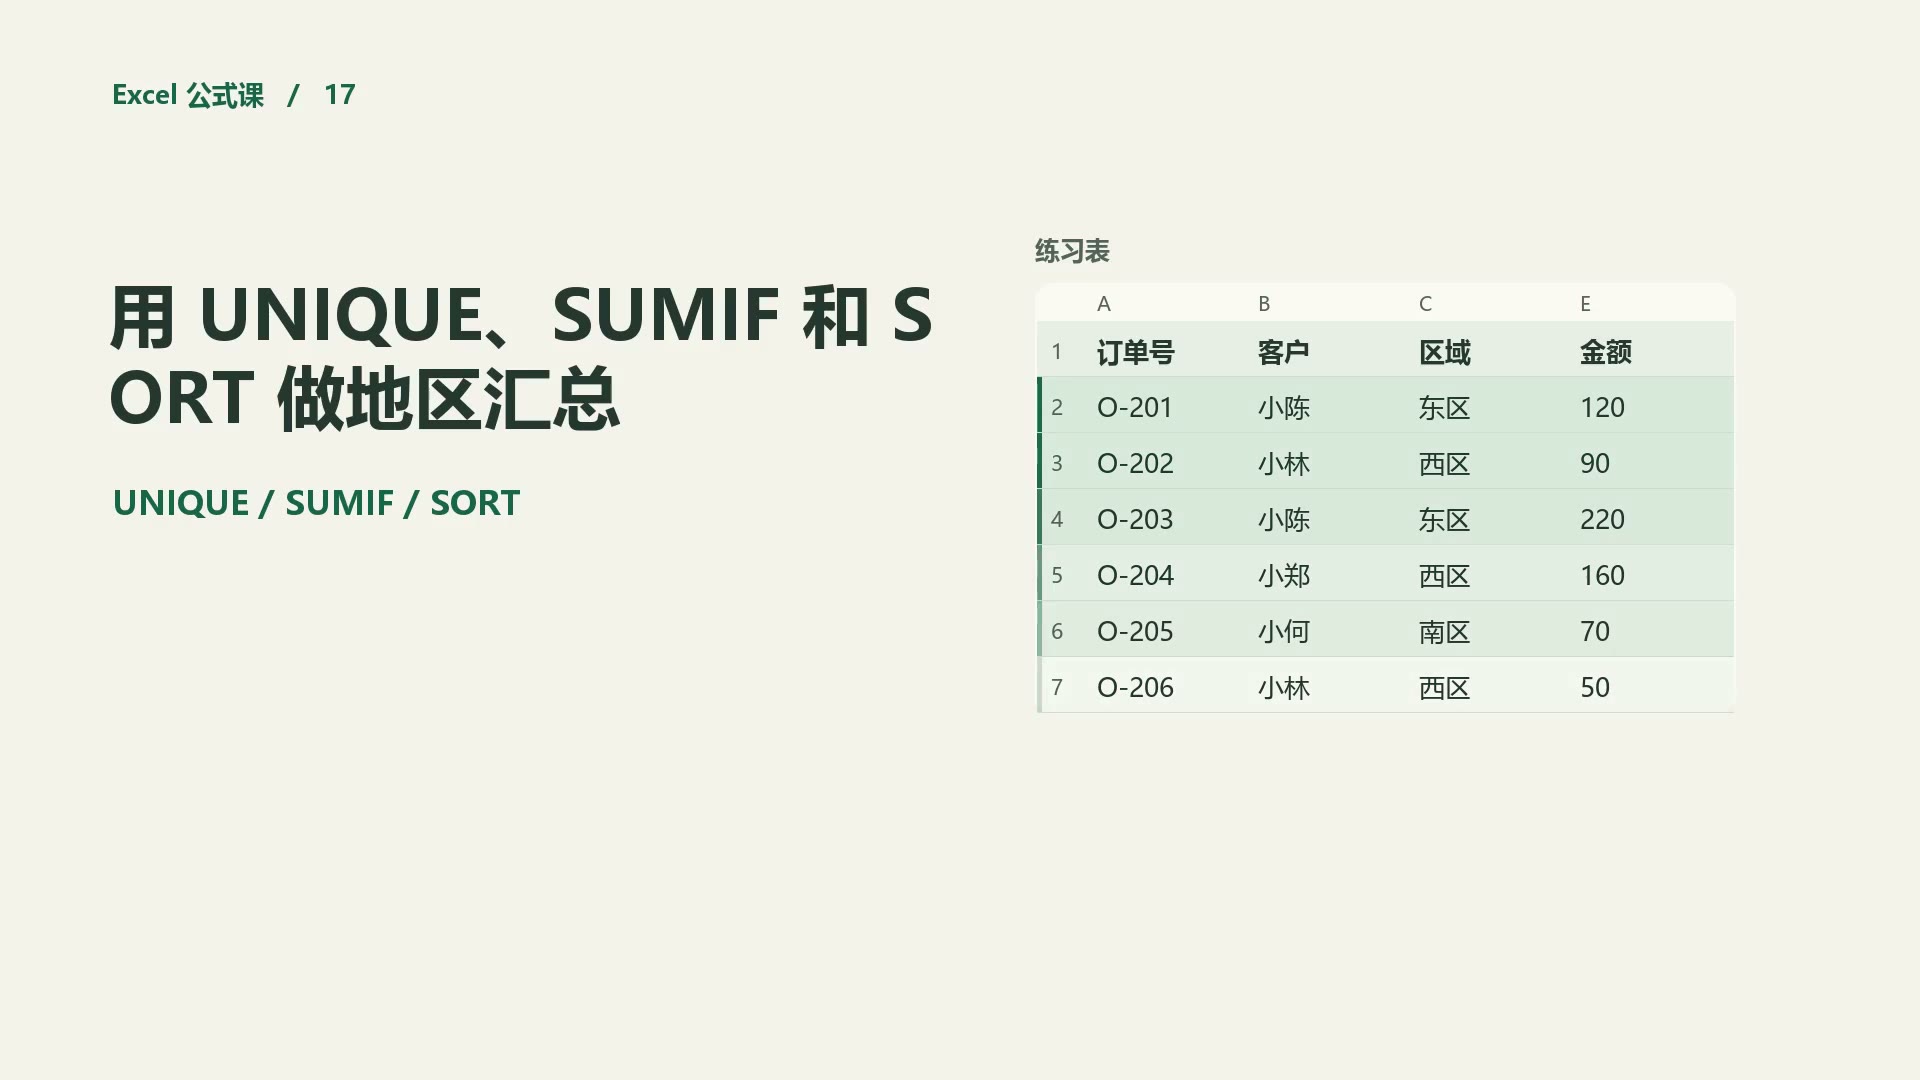 Excel 公式课 / 17
用 UNIQUE、SUMIF 和 S
ORT 做地区汇总
UNIQUE / SUMIF / SORT
练习表
A B C E
1 订单号 客户 区域 金额
2 O-201 小陈 东区 120
3 O-202 小林 西区 90
4 O-203 小陈 东区 220
5 O-204 小郑 西区 160
6 O-205 小何 南区 70
7 O-206 小林 西区 50